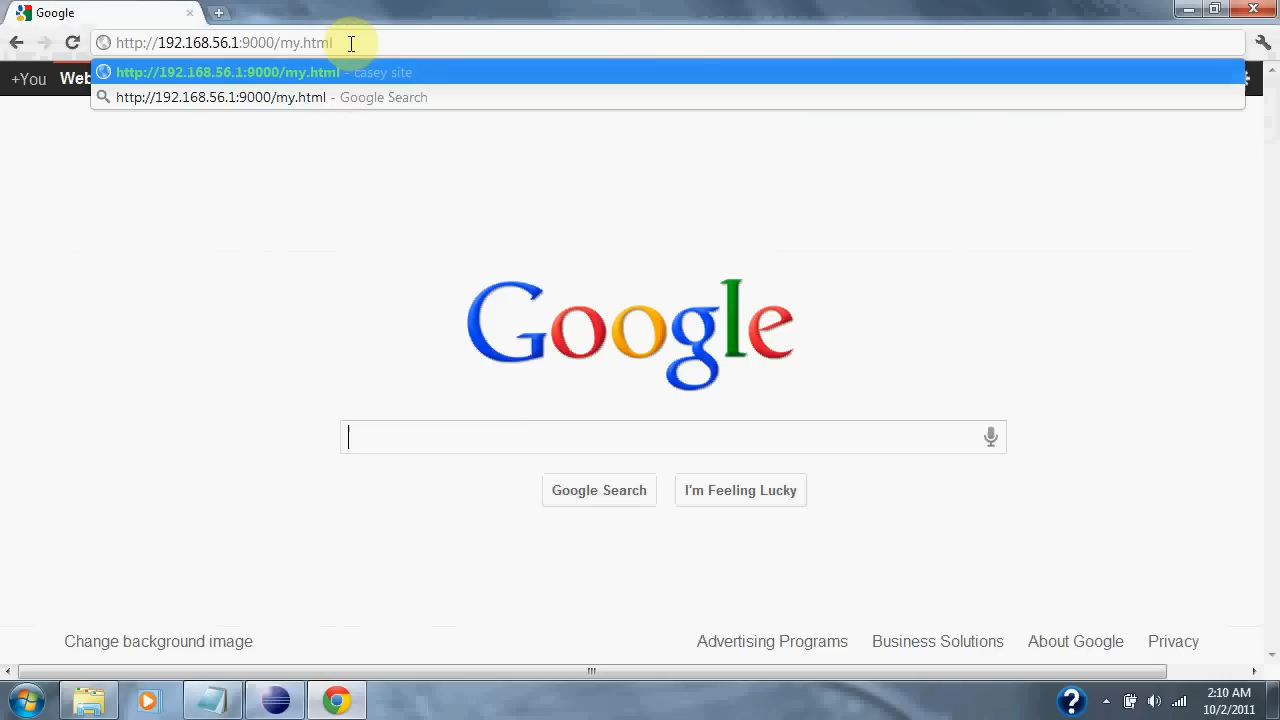 Google
http://192.168.56.1:9000/my.html
http://192.168.56.1:9000/my.html - casey site
http://192.168.56.1:9000/my.html - Google Search
+You Web
Google
Google Search I'm Feeling Lucky
Change background image Advertising Programs Business Solutions About Google Privacy
2:10 AM
10/2/2011